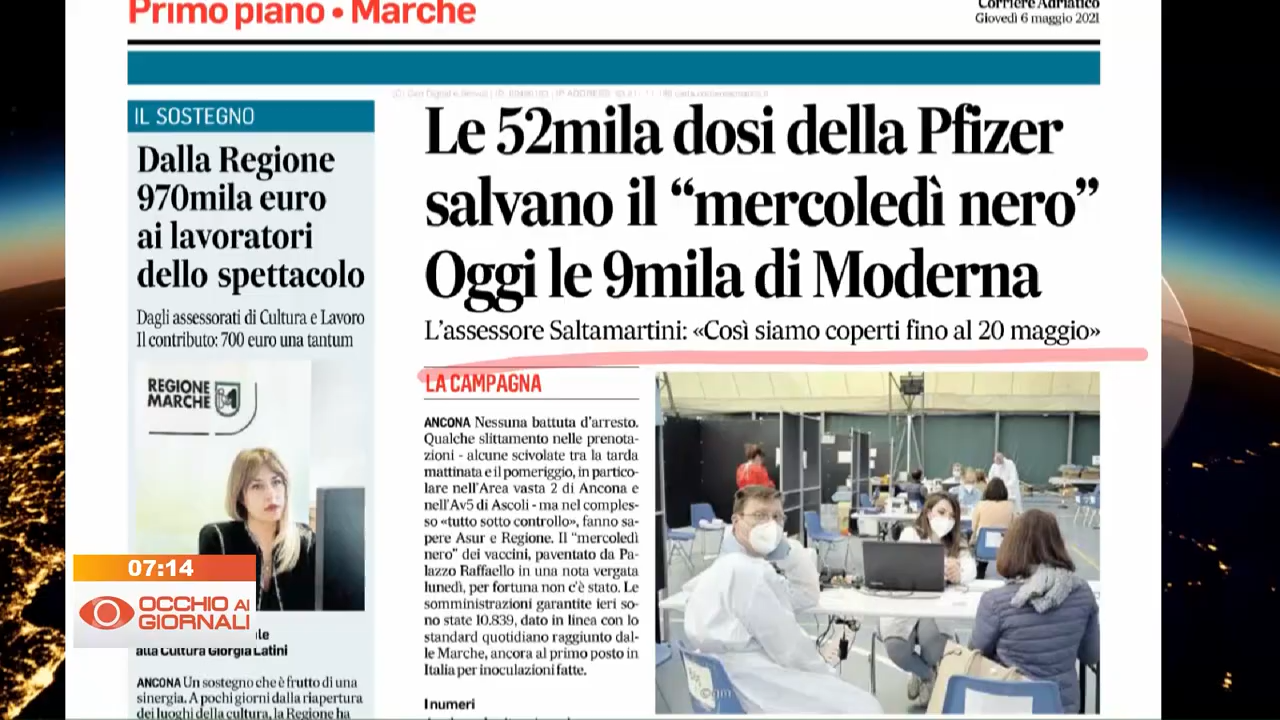 Primo piano • Marche
Corriere Adriatico
Giovedì 6 maggio 2021
IL SOSTEGNO
Dalla Regione
970mila euro
ai lavoratori
dello spettacolo
Dagli assessorati di Cultura e Lavoro
Il contributo: 700 euro una tantum
REGIONE
MARCHE
07:14
OCCHIO AI
GIORNALI
alla Cultura Giorgia Latini
ANCONA Un sostegno che è frutto di una
sinergia. A pochi giorni dalla riapertura
dei luoghi della cultura, la Regione ha
Le 52mila dosi della Pfizer
salvano il “mercoledì nero”
Oggi le 9mila di Moderna
L’assessore Saltamartini: «Così siamo coperti fino al 20 maggio»
LA CAMPAGNA
ANCONA Nessuna battuta d’arresto.
Qualche slittamento nelle prenota-
zioni - alcune scivolate tra la tarda
mattinata e il pomeriggio, in partico-
lare nell’Area vasta 2 di Ancona e
nell’Av5 di Ascoli - ma nel comples-
so «tutto sotto controllo», fanno sa-
pere Asur e Regione. Il “mercoledì
nero” dei vaccini, paventato da Pa-
lazzo Raffaello in una nota vergata
lunedì, per fortuna non c’è stato. Le
somministrazioni garantite ieri so-
no state 10.839, dato in linea con lo
standard quotidiano raggiunto dal-
le Marche, ancora al primo posto in
Italia per inoculazioni fatte.
I numeri